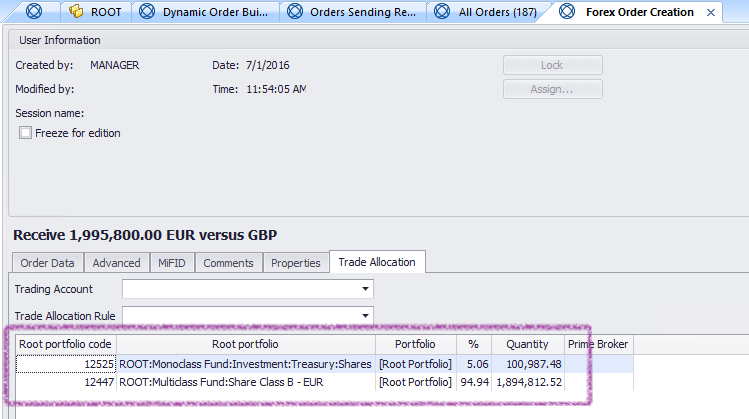 ROOT Dynamic Order Bui... Orders Sending Re... All Orders (187) Forex Order Creation
User Information
Created by: MANAGER Date: 7/1/2016 Lock
Modified by: Time: 11:54:05 AM Assign...
Session name:
Freeze for edition
Receive 1,995,800.00 EUR versus GBP
Order Data Advanced MiFID Comments Properties Trade Allocation
Trading Account
Trade Allocation Rule
Root portfolio code Root portfolio Portfolio % Quantity Prime Broker
12525 ROOT:Monoclass Fund:Investment:Treasury:Shares [Root Portfolio] 5.06 100,987.48
12447 ROOT:Multiclass Fund:Share Class B - EUR [Root Portfolio] 94.94 1,894,812.52